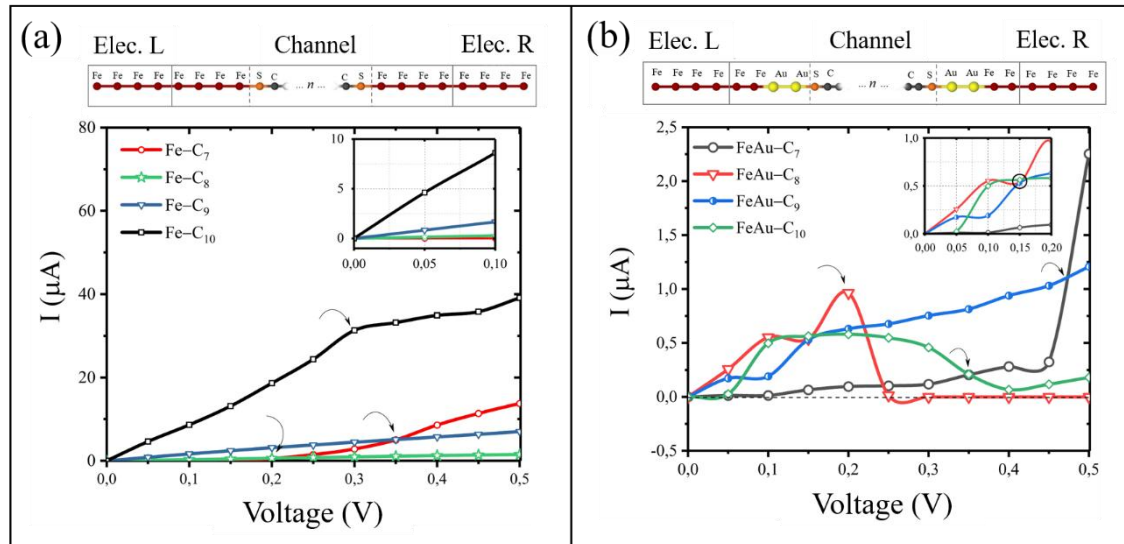 (a)
Elec. L Channel Elec. R
Fe Fe Fe Fe Fe Fe Fe Fe S C ... n ... C S Fe Fe Fe Fe Fe Fe Fe Fe
80
60
40
20
0
I (μA)
Fe–C7
Fe–C8
Fe–C9
Fe–C10
10
5
0
0,00 0,05 0,10
0,0 0,1 0,2 0,3 0,4 0,5
Voltage (V)
(b)
Elec. L Channel Elec. R
Fe Fe Fe Fe Fe Fe Au Au S C ... n ... C S Au Au Fe Fe Fe Fe Fe Fe
2,5
2,0
1,5
1,0
0,5
0,0
-0,5
I (μA)
FeAu–C7
FeAu–C8
FeAu–C9
FeAu–C10
1,0
0,5
0,0
0,00 0,05 0,10 0,15 0,20
0,0 0,1 0,2 0,3 0,4 0,5
Voltage (V)